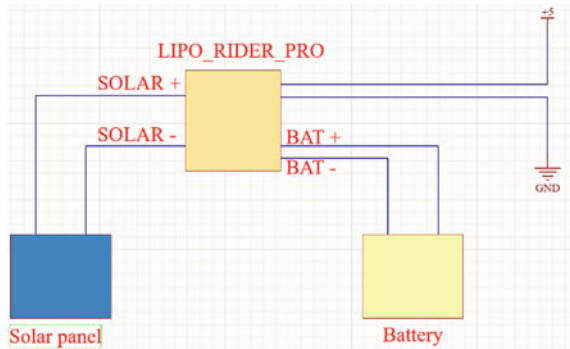 +5
LIPO_RIDER_PRO
SOLAR +
SOLAR -
BAT +
BAT -
GND
Solar panel
Battery